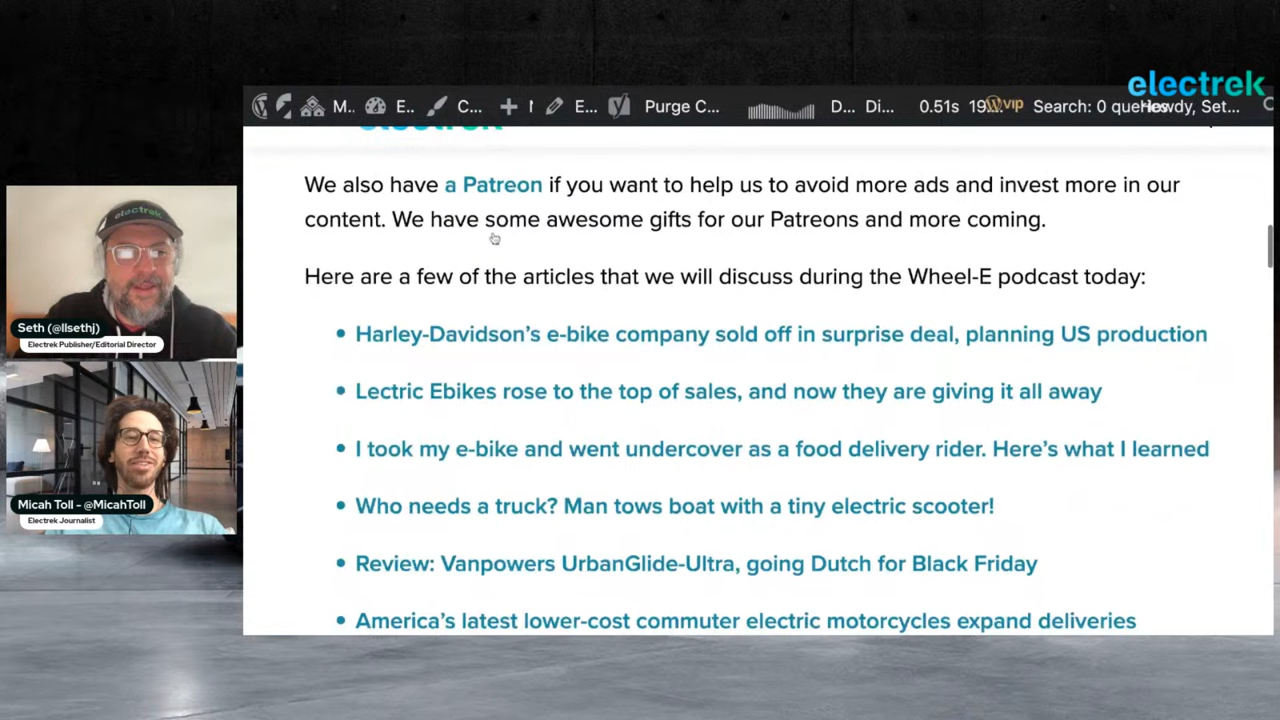 electrek
M.. E.. C... E... Purge C... D... Di... 0.51s VIP Search: 0 queries Howdy, Set...
We also have a Patreon if you want to help us to avoid more ads and invest more in our
content. We have some awesome gifts for our Patreons and more coming.
Here are a few of the articles that we will discuss during the Wheel-E podcast today:
• Harley-Davidson's e-bike company sold off in surprise deal, planning US production
• Lectric Ebikes rose to the top of sales, and now they are giving it all away
• I took my e-bike and went undercover as a food delivery rider. Here's what I learned
• Who needs a truck? Man tows boat with a tiny electric scooter!
• Review: Vanpowers UrbanGlide-Ultra, going Dutch for Black Friday
• America's latest lower-cost commuter electric motorcycles expand deliveries
electrek
Seth (@llsethj)
Electrek Publisher/Editorial Director
Micah Toll - @MicahToll
Electrek Journalist